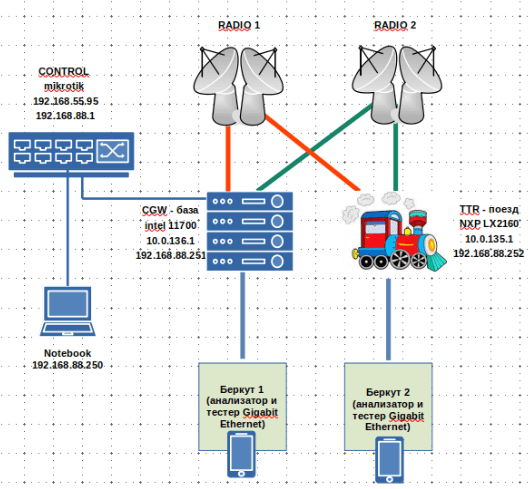 RADIO 1
RADIO 2
CONTROL
mikrotik
192.168.55.95
192.168.88.1
CGW - база
intel i11700
10.0.136.1
192.168.88.251
TTR - поезд
NXP LX2160
10.0.135.1
192.168.88.252
Notebook
192.168.88.250
Беркут 1
(анализатор и
тестер Gigabit
Ethernet)
Беркут 2
(анализатор и
тестер Gigabit
Ethernet)